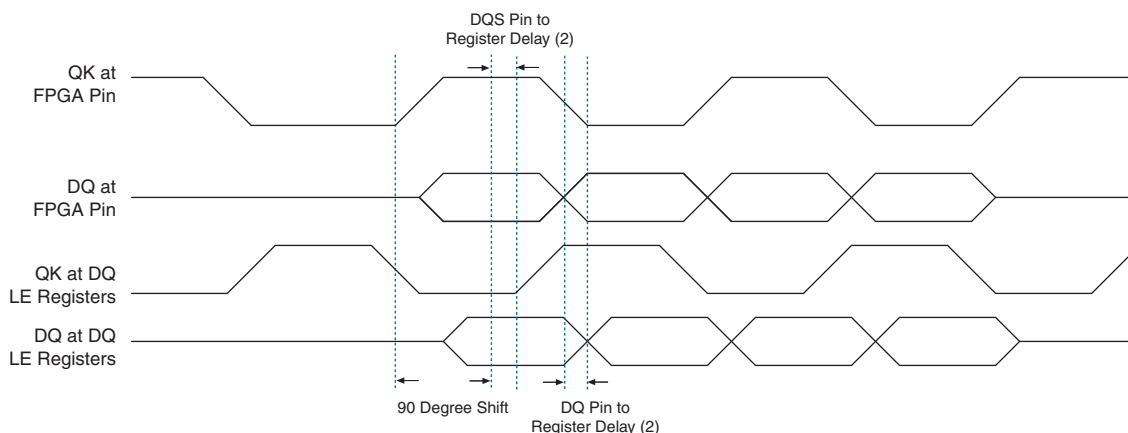 DQS Pin to
Register Delay (2)
QK at
FPGA Pin
DQ at
FPGA Pin
QK at DQ
LE Registers
DQ at DQ
LE Registers
90 Degree Shift
DQ Pin to
Register Delay (2)